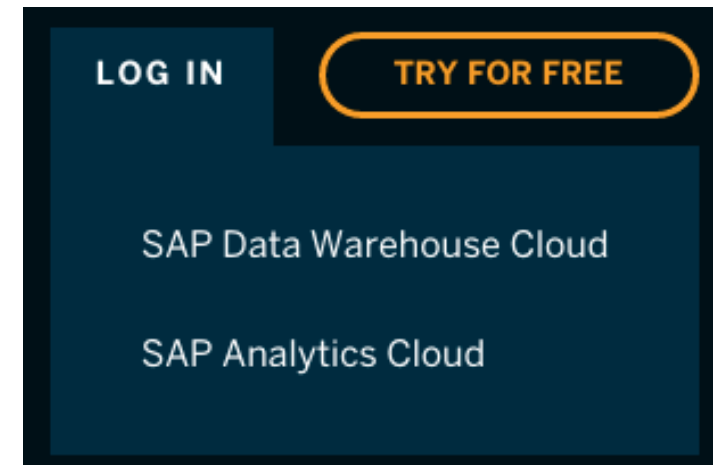 LOG IN
TRY FOR FREE
SAP Data Warehouse Cloud
SAP Analytics Cloud